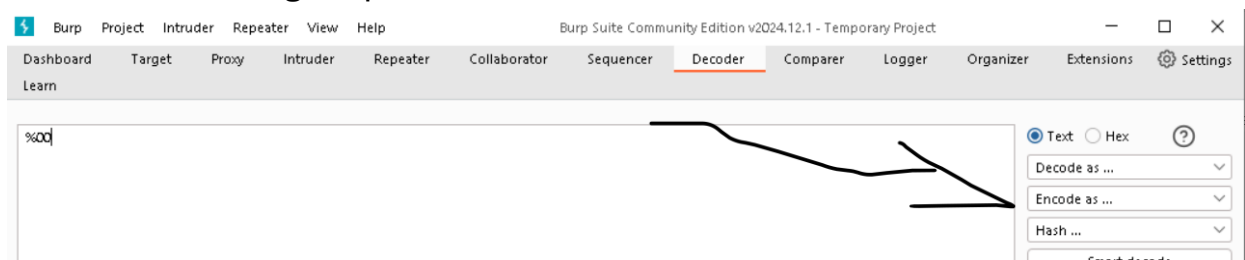 Burp Project Intruder Repeater View Help Burp Suite Community Edition v2024.12.1 - Temporary Project
Dashboard Target Proxy Intruder Repeater Collaborator Sequencer Decoder Comparer Logger Organizer Extensions Settings
Learn
%00
Text Hex ?
Decode as ...
Encode as ...
Hash ...